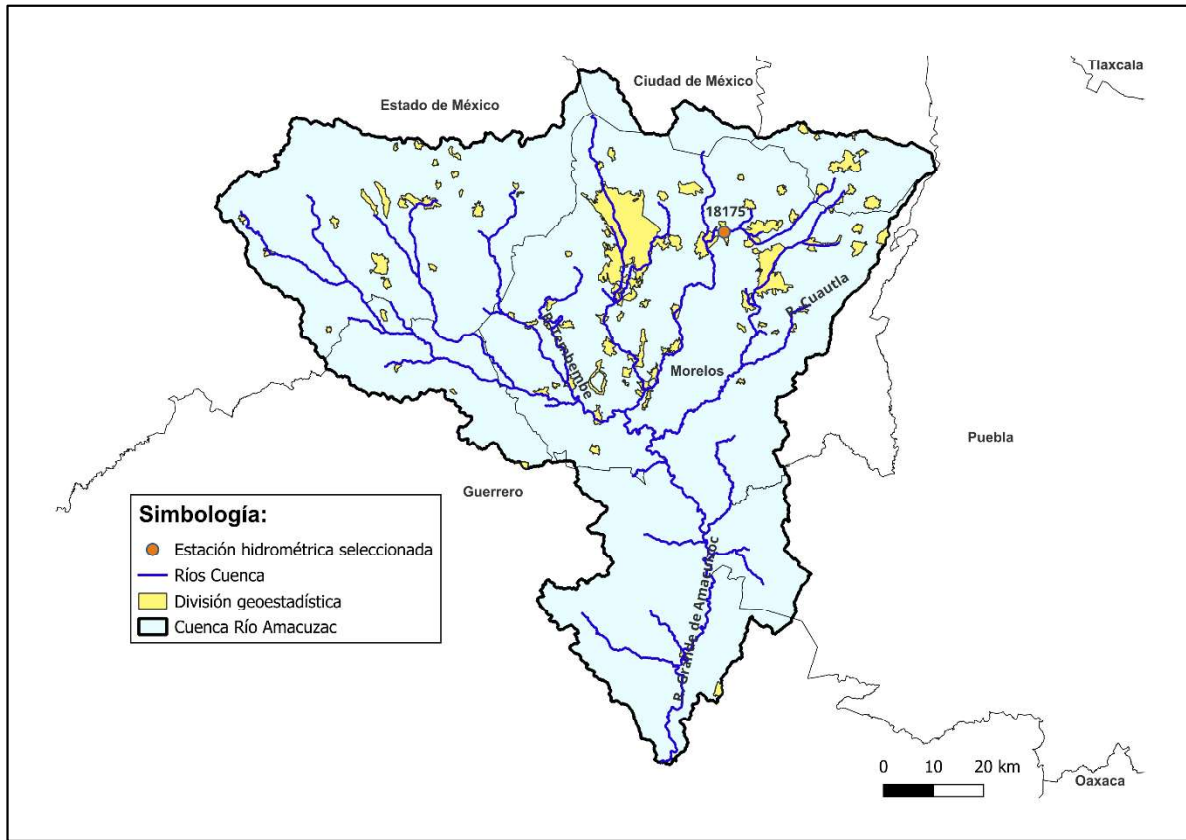 Tlaxcala
Ciudad de México
Estado de México
18175
R. Cuautla
R. Tembembe
Morelos
Puebla
Guerrero
R. Grande de Amacuzac
Simbología:
Estación hidrométrica seleccionada
Ríos Cuenca
División geoestadística
Cuenca Río Amacuzac
0 10 20 km
Oaxaca